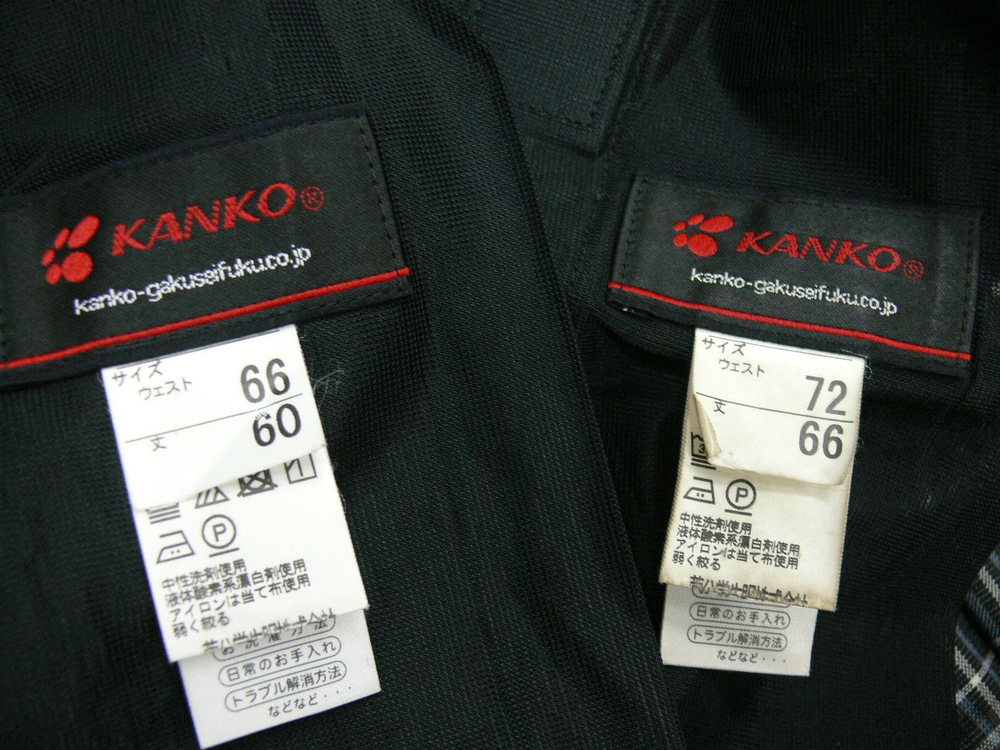 KANKO®
kanko-gakuseifuku.co.jp
サイズ
ウェスト 66
丈 60
P
中性洗剤使用
液体酸素系漂白剤使用
アイロンは当て布使用
弱く絞る
日常のお手入れ
トラブル解消方法
などなど・・・
KANKO®
kanko-gakuseifuku.co.jp
サイズ
ウェスト 72
丈 66
P
中性洗剤使用
液体酸素系漂白剤使用
アイロンは当て布使用
弱く絞る
日常のお手入れ
トラブル解消方法
などなど・・・